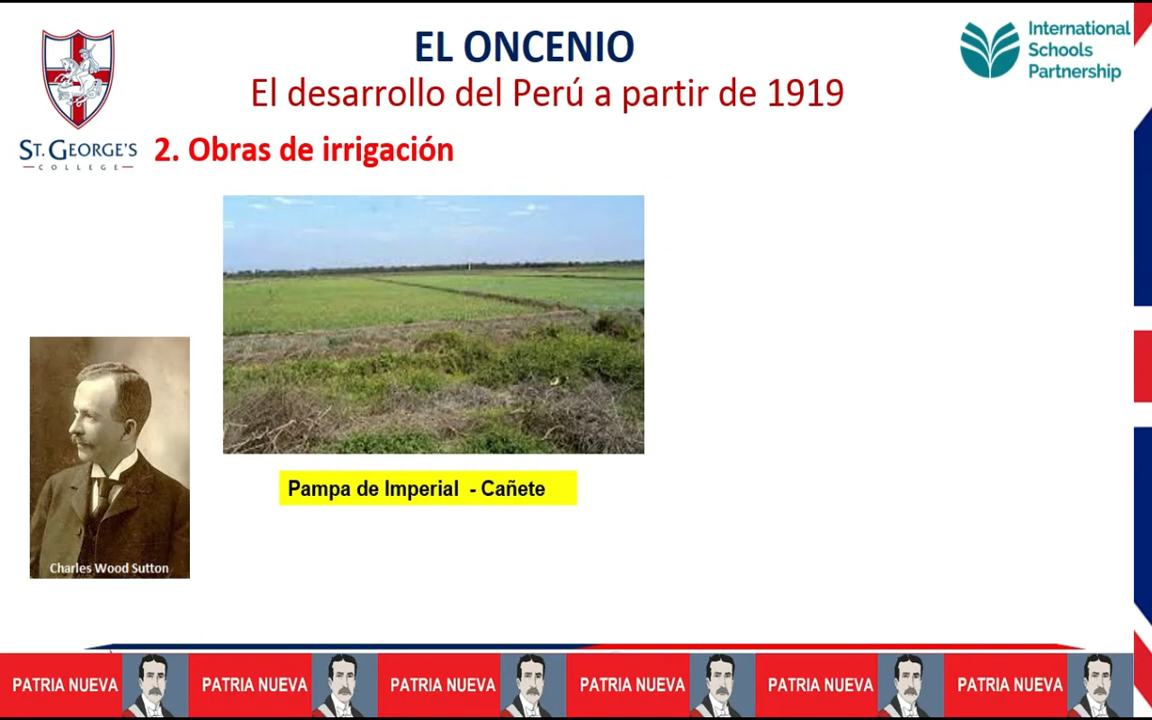 EL ONCENIO
El desarrollo del Perú a partir de 1919
International
Schools
Partnership
ST. GEORGE'S
COLLEGE
2. Obras de irrigación
Pampa de Imperial - Cañete
Charles Wood Sutton
PATRIA NUEVA PATRIA NUEVA PATRIA NUEVA PATRIA NUEVA PATRIA NUEVA PATRIA NUEVA